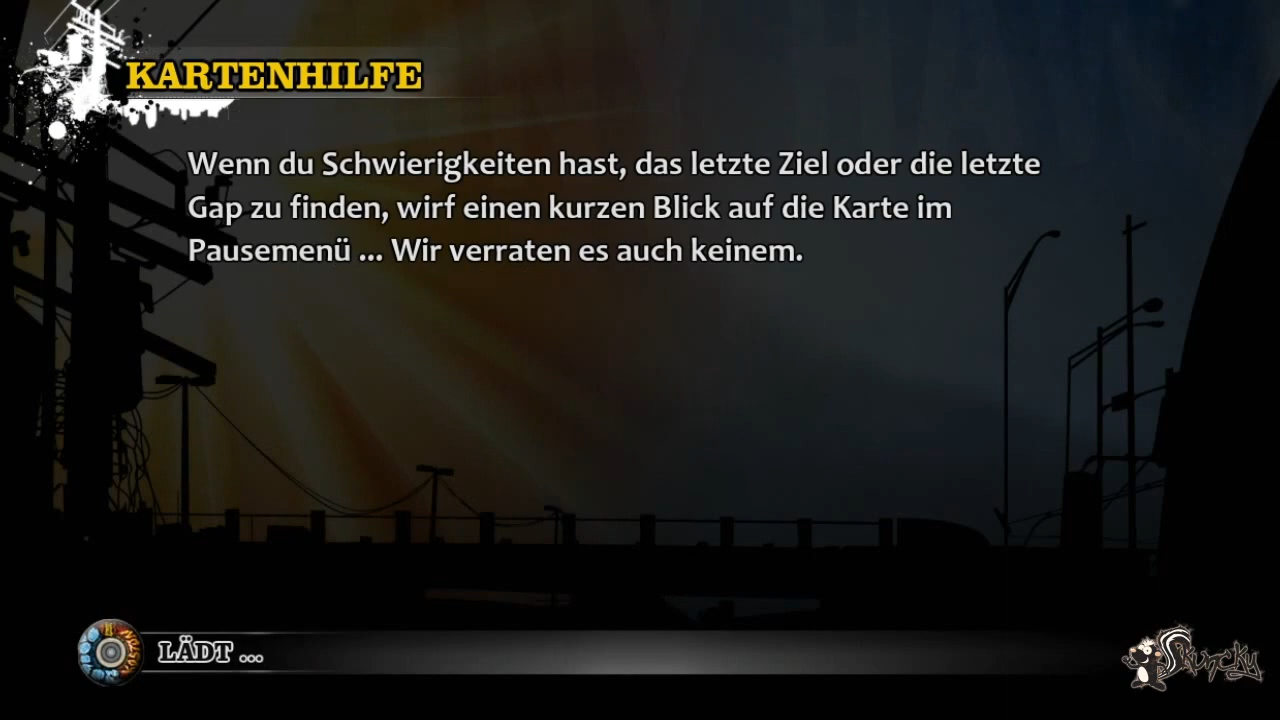 KARTENHILFE
Wenn du Schwierigkeiten hast, das letzte Ziel oder die letzte
Gap zu finden, wirf einen kurzen Blick auf die Karte im
Pausemenü ... Wir verraten es auch keinem.
LÄDT ...
Skuncky